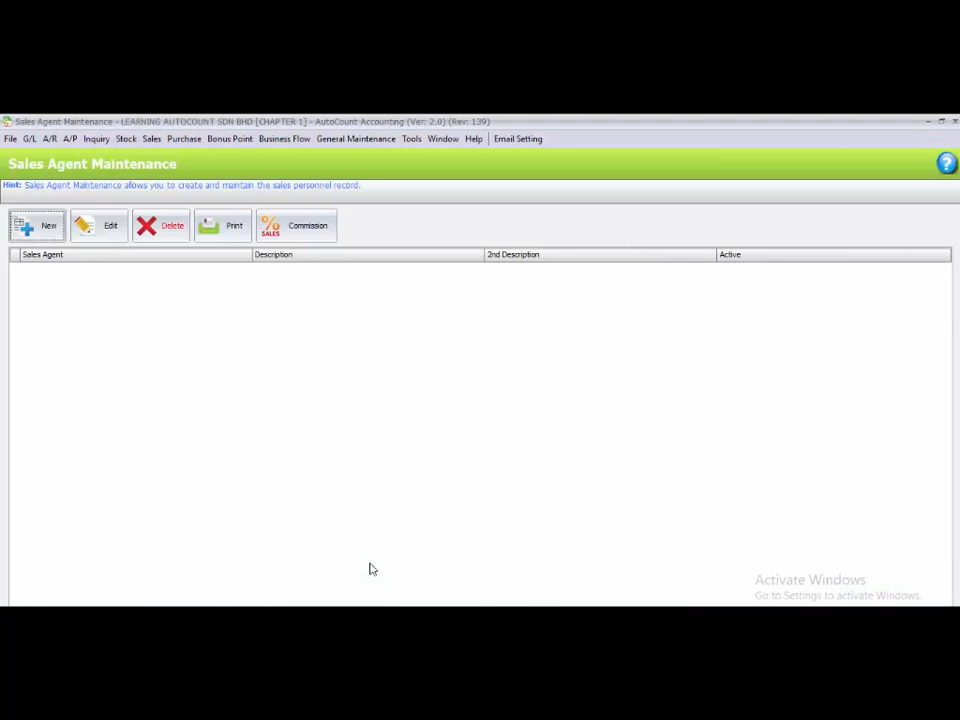 Sales Agent Maintenance - LEARNING AUTOCOUNT SDN BHD [CHAPTER 1] - AutoCount Accounting (Ver: 2.0) (Rev: 139)
File G/L A/R A/P Inquiry Stock Sales Purchase Bonus Point Business Flow General Maintenance Tools Window Help Email Setting
Sales Agent Maintenance
?
Hint: Sales Agent Maintenance allows you to create and maintain the sales personnel record.
New Edit Delete Print % SALES Commission
Sales Agent Description 2nd Description Active
Activate Windows
Go to Settings to activate Windows.